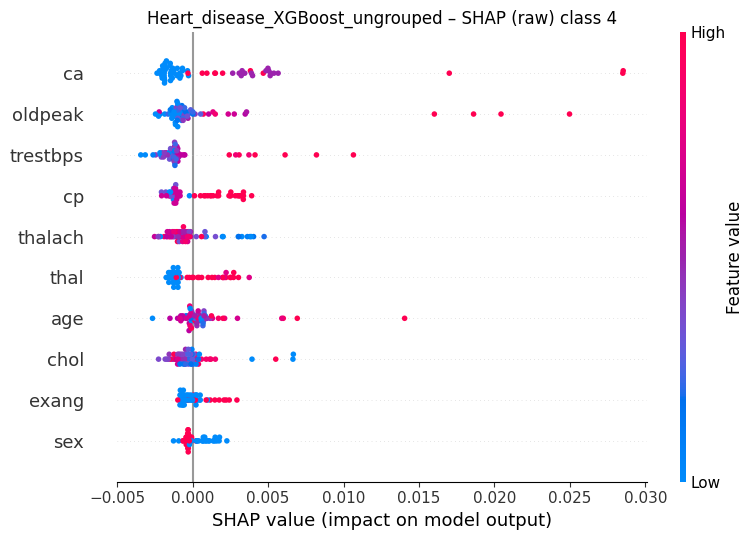 Heart_disease_XGBoost_ungrouped – SHAP (raw) class 4
High
ca
oldpeak
trestbps
cp
thalach
thal
age
chol
exang
sex
Feature value
Low
−0.005 0.000 0.005 0.010 0.015 0.020 0.025 0.030
SHAP value (impact on model output)